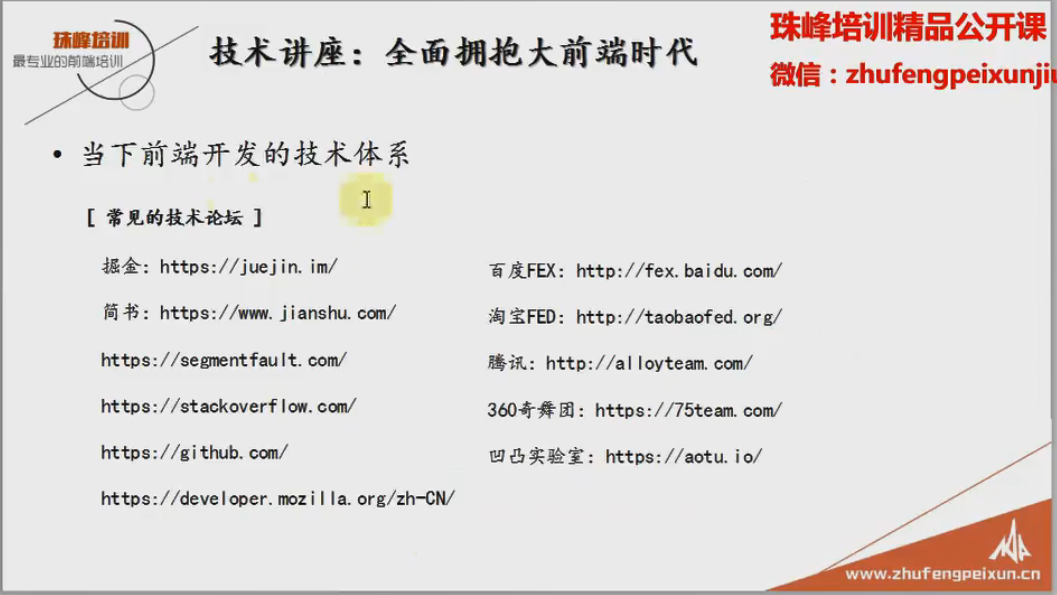 珠峰培训
最专业的前端培训
技术讲座：全面拥抱大前端时代
珠峰培训精品公开课
微信：zhufengpeixunjiu
• 当下前端开发的技术体系
[ 常见的技术论坛 ]
掘金：https://juejin.im/
简书：https://www.jianshu.com/
https://segmentfault.com/
https://stackoverflow.com/
https://github.com/
https://developer.mozilla.org/zh-CN/
百度FEX：http://fex.baidu.com/
淘宝FED：http://taobaofed.org/
腾讯：http://alloyteam.com/
360奇舞团：https://75team.com/
凹凸实验室：https://aotu.io/
www.zhufengpeixun.cn